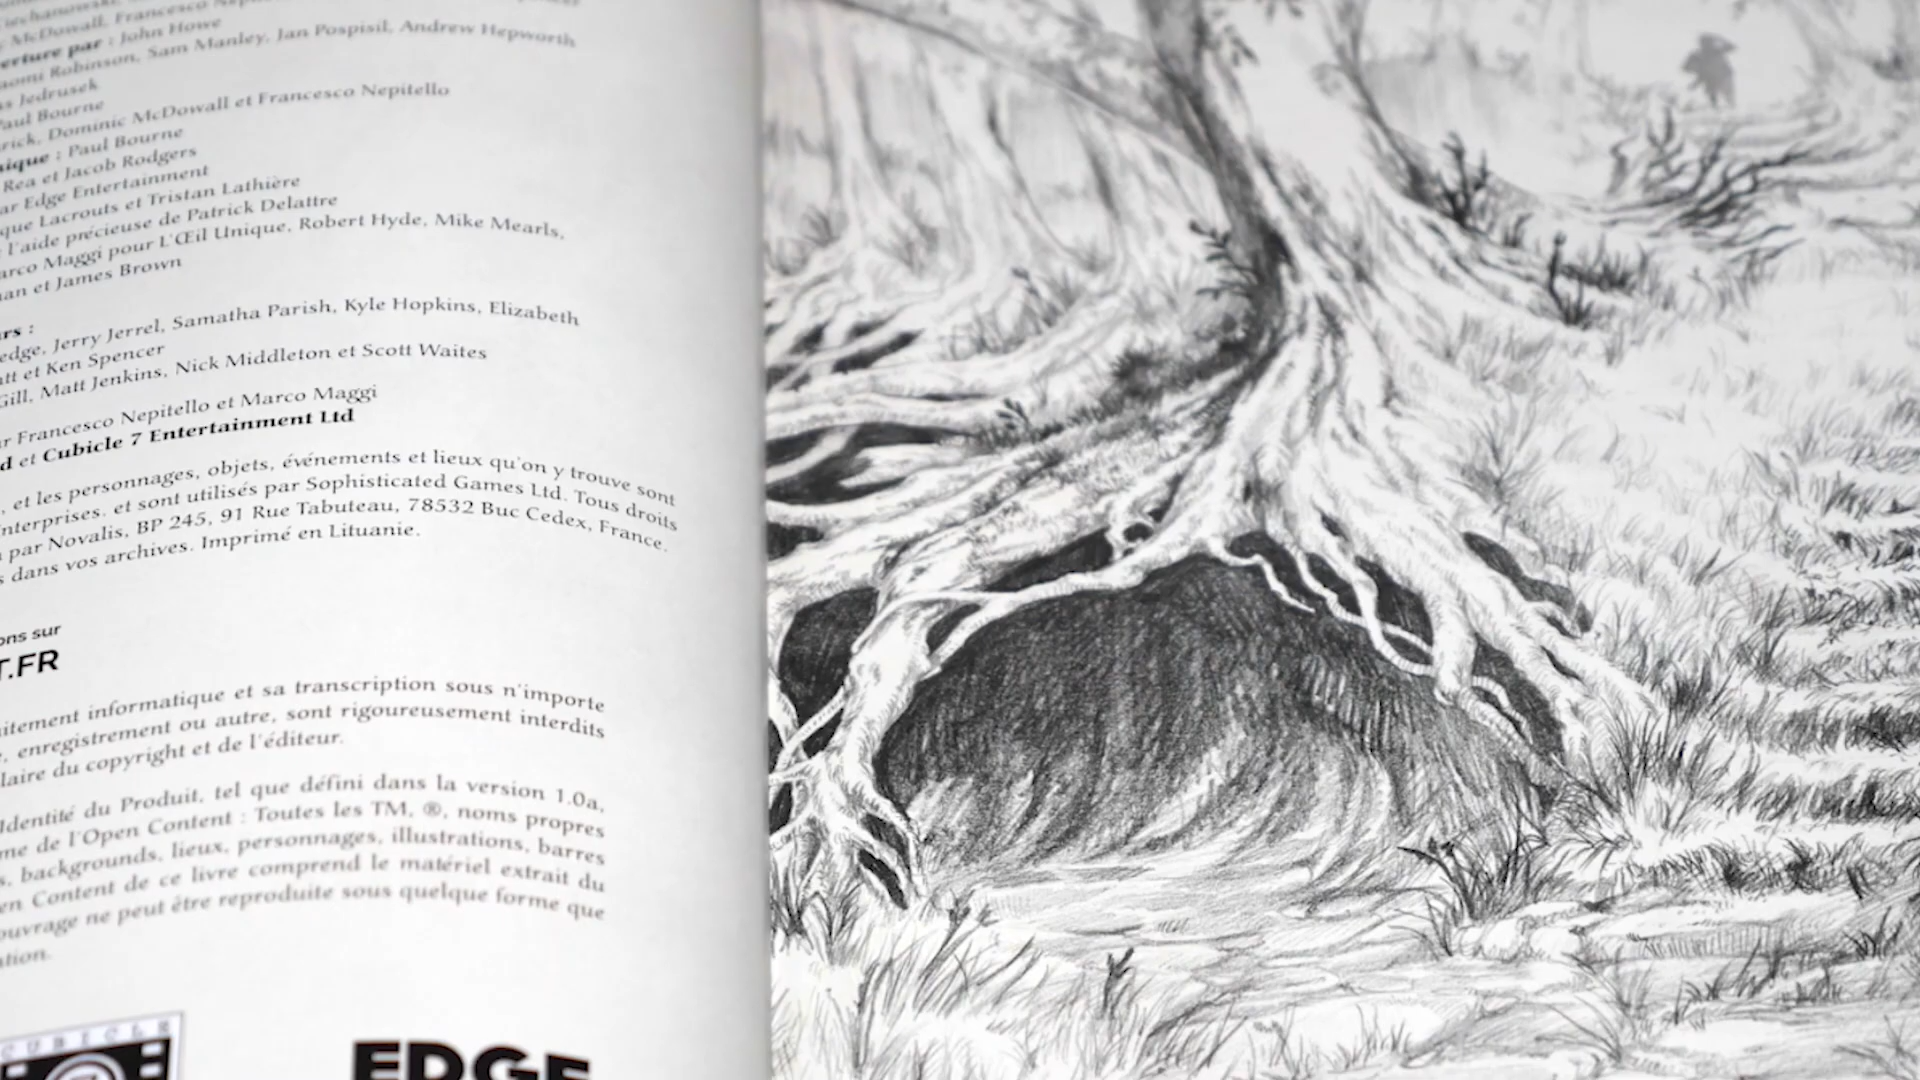 McDowall, Francesco
erture par : John Howe
aomi Robinson, Sam Manley, Jan Pospisil, Andrew Hepworth
s Jedrusek
Paul Bourne
rick, Dominic McDowall et Francesco Nepitello
nique : Paul Bourne
Rea et Jacob Rodgers
ar Edge Entertainment
que Lacrouts et Tristan Lathière
l'aide précieuse de Patrick Delattre
arco Maggi pour L'Œil Unique, Robert Hyde, Mike Mearls,
an et James Brown
rs :
edge, Jerry Jerrel, Samatha Parish, Kyle Hopkins, Elizabeth
tt et Ken Spencer
Gill, Matt Jenkins, Nick Middleton et Scott Waites
r Francesco Nepitello et Marco Maggi
d et Cubicle 7 Entertainment Ltd
, et les personnages, objets, événements et lieux qu'on y trouve sont
nterprises. et sont utilisés par Sophisticated Games Ltd. Tous droits
par Novalis, BP 245, 91 Rue Tabuteau, 78532 Buc Cedex, France.
s dans vos archives. Imprimé en Lituanie.
ons sur
T.FR
aitement informatique et sa transcription sous n'importe
, enregistrement ou autre, sont rigoureusement interdits
laire du copyright et de l'éditeur.
Identité du Produit, tel que défini dans la version 1.0a,
me de l'Open Content : Toutes les TM, ®, noms propres
s, backgrounds, lieux, personnages, illustrations, barres
en Content de ce livre comprend le matériel extrait du
ouvrage ne peut être reproduite sous quelque forme que
ation.
CUBICLE
EDGE